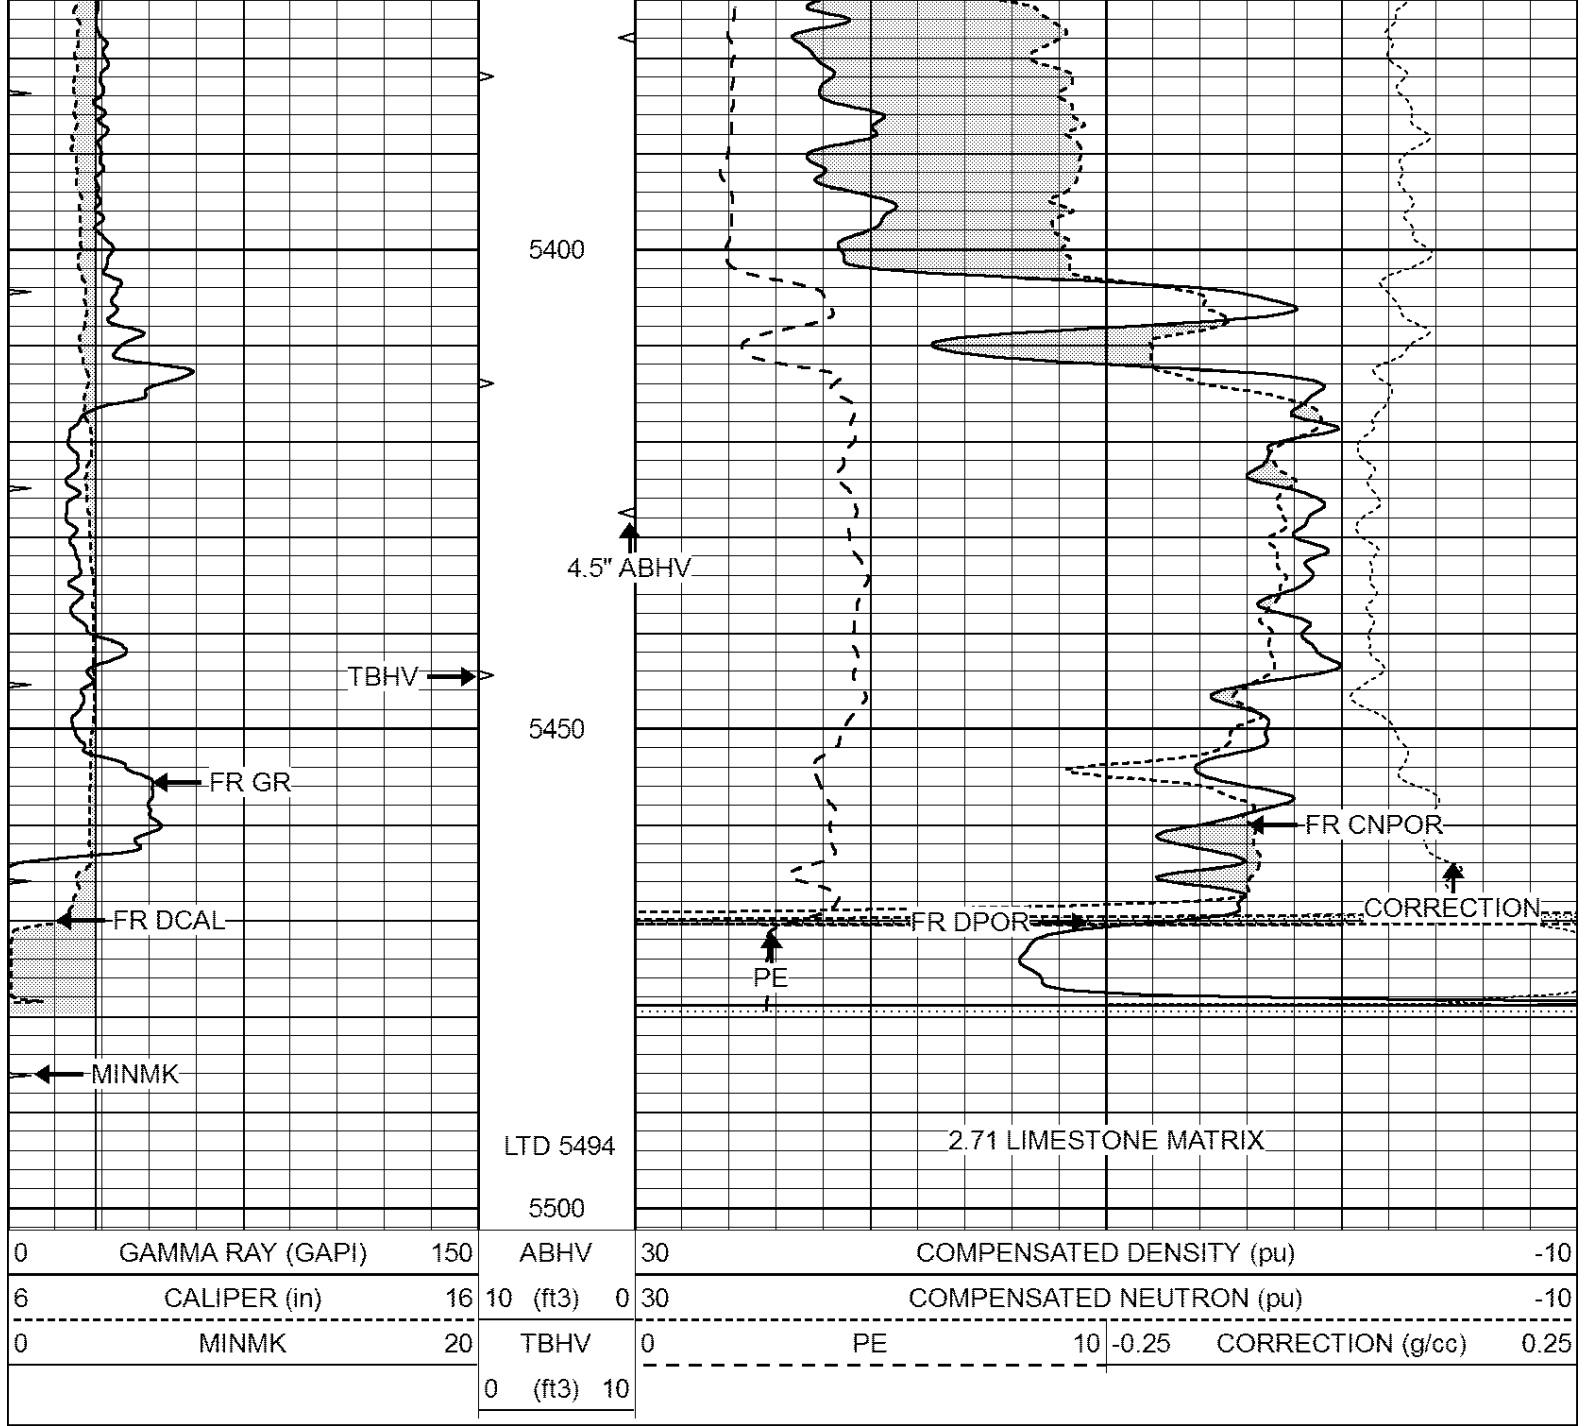 5400
4.5" ABHV
TBHV
5450
FR GR
FR CNPOR
CORRECTION
FR DCAL
FR DPOR
PE
MINMK
LTD 5494
2.71 LIMESTONE MATRIX
5500
0 GAMMA RAY (GAPI) 150 ABHV 30 COMPENSATED DENSITY (pu) -10
6 CALIPER (in) 16 10 (ft3) 0 30 COMPENSATED NEUTRON (pu) -10
0 MINMK 20 TBHV 0 PE 10 -0.25 CORRECTION (g/cc) 0.25
0 (ft3) 10